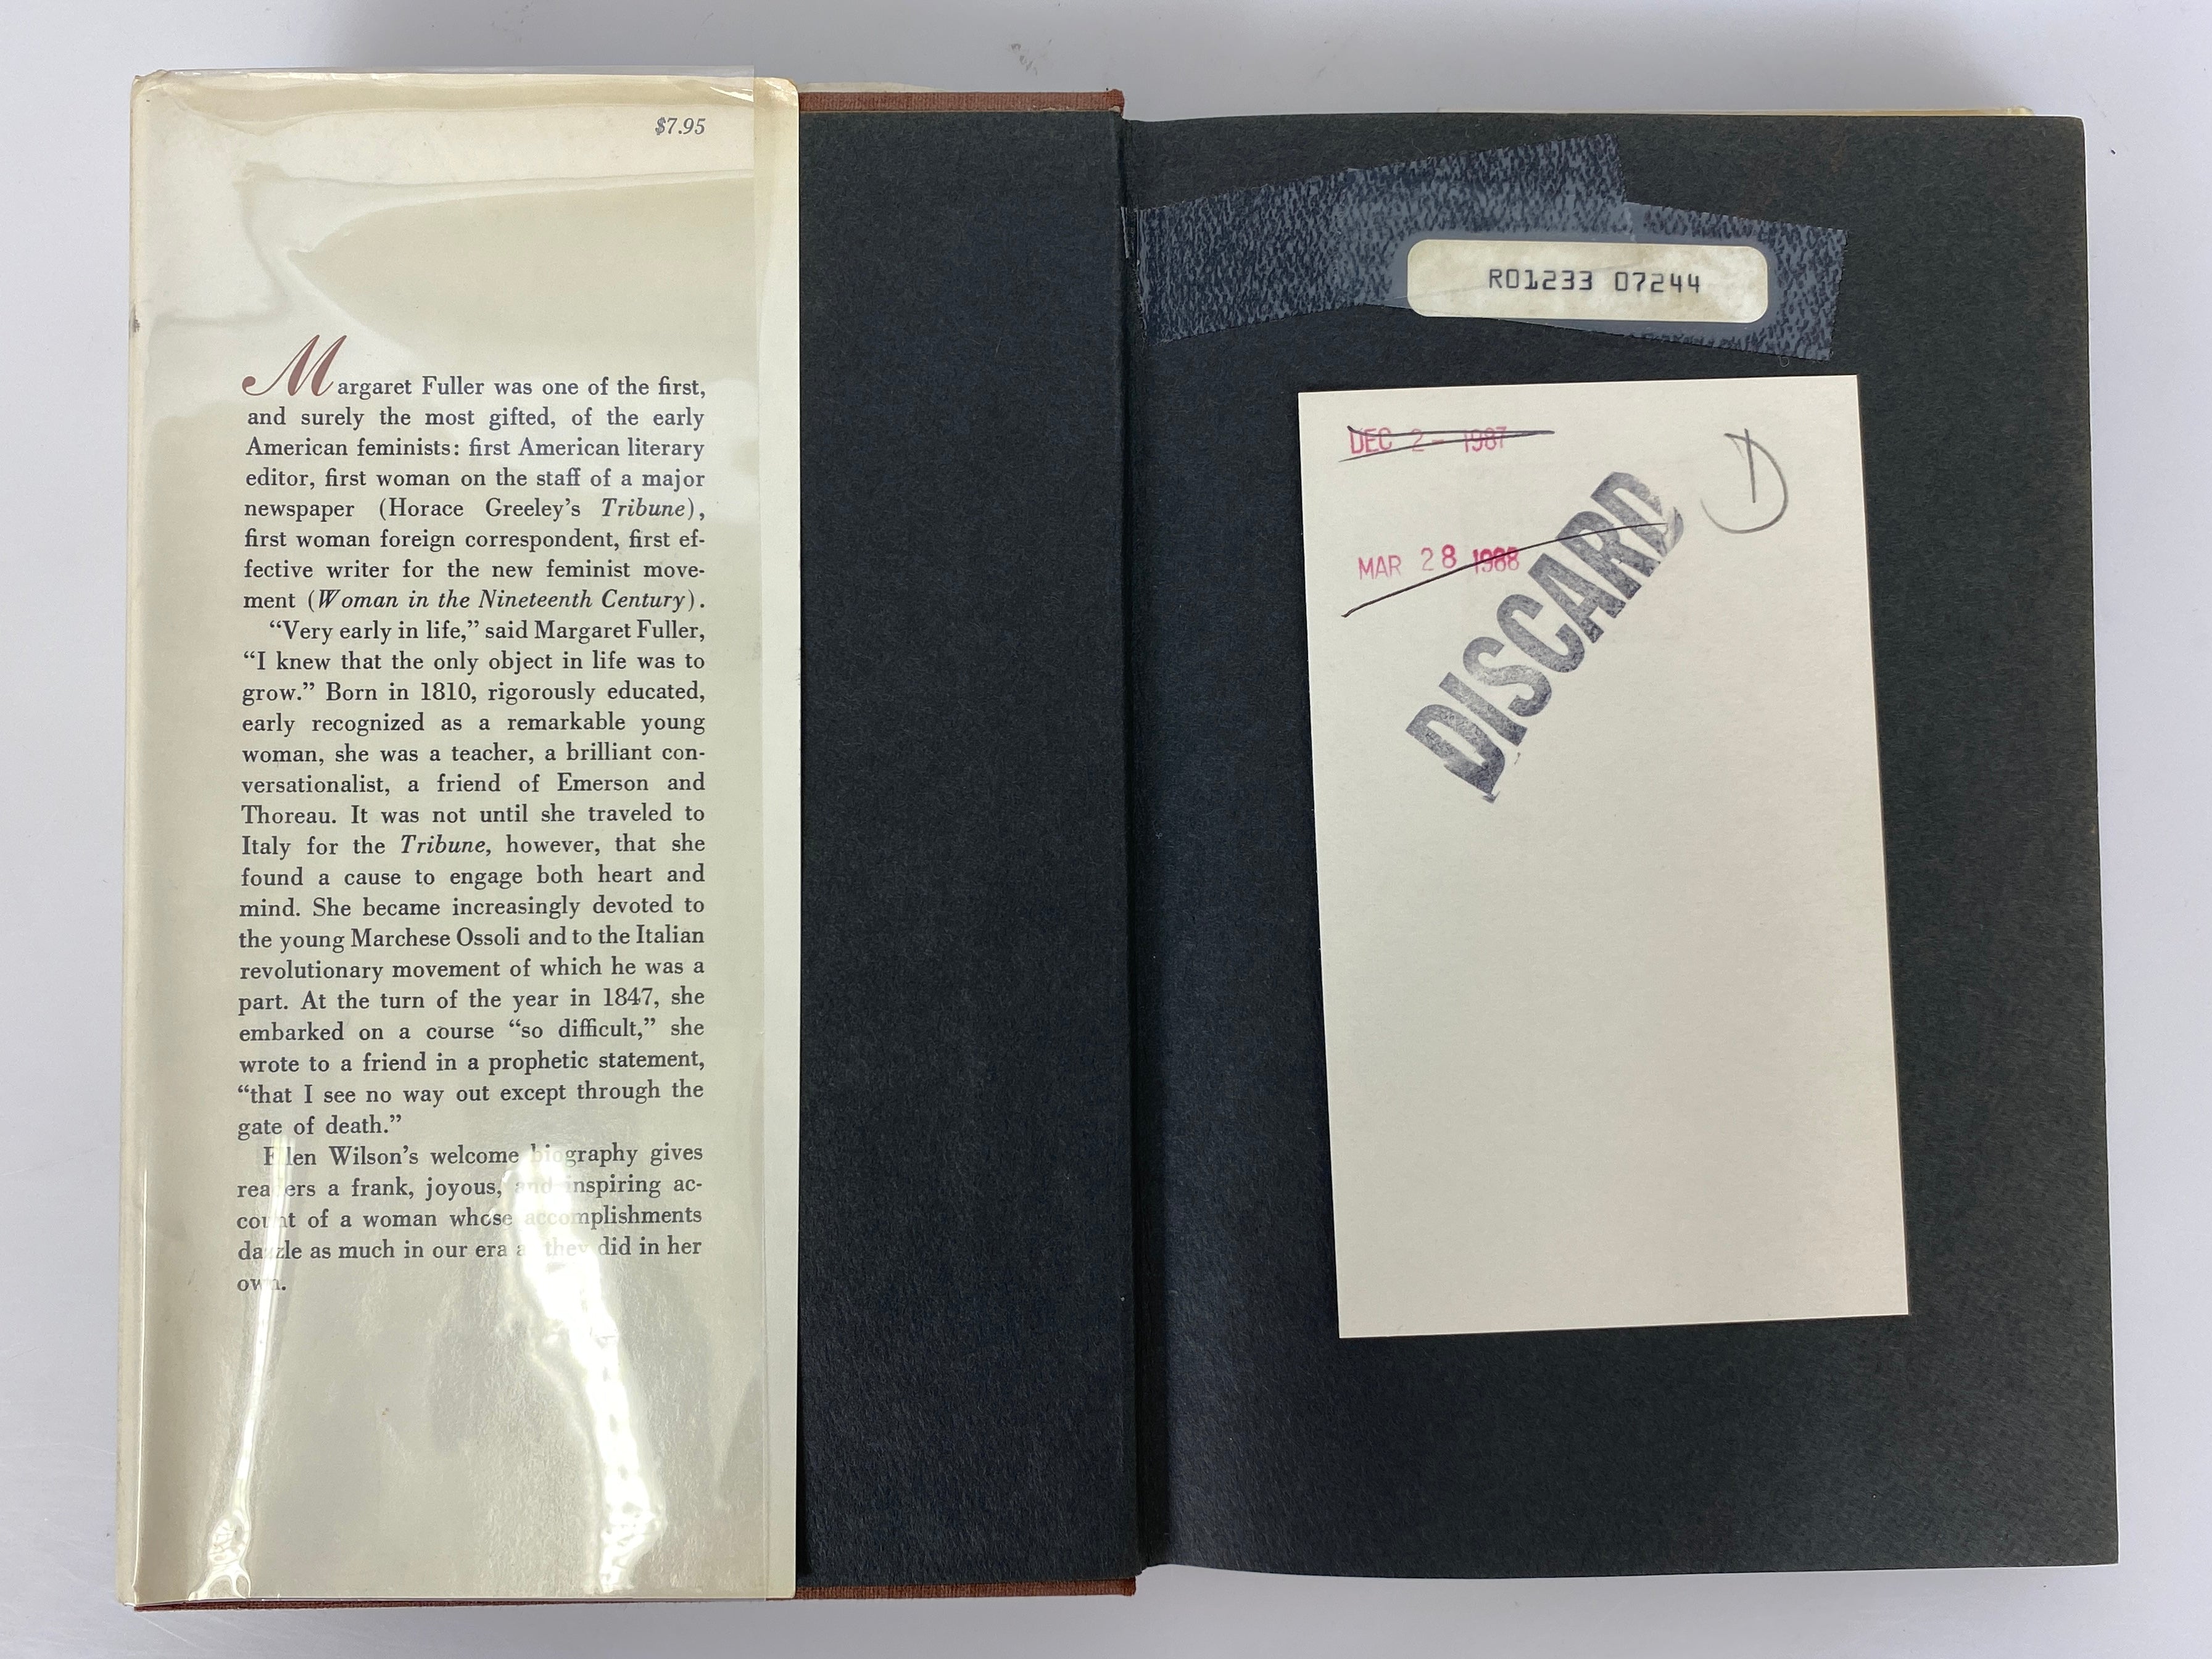 $7.95
Margaret Fuller was one of the first,
and surely the most gifted, of the early
American feminists: first American literary
editor, first woman on the staff of a major
newspaper (Horace Greeley's Tribune),
first woman foreign correspondent, first ef-
fective writer for the new feminist move-
ment (Woman in the Nineteenth Century).
“Very early in life,” said Margaret Fuller,
“I knew that the only object in life was to
grow.” Born in 1810, rigorously educated,
early recognized as a remarkable young
woman, she was a teacher, a brilliant con-
versationalist, a friend of Emerson and
Thoreau. It was not until she traveled to
Italy for the Tribune, however, that she
found a cause to engage both heart and
mind. She became increasingly devoted to
the young Marchese Ossoli and to the Italian
revolutionary movement of which he was a
part. At the turn of the year in 1847, she
embarked on a course “so difficult,” she
wrote to a friend in a prophetic statement,
“that I see no way out except through the
gate of death.”
Ellen Wilson's welcome biography gives
readers a frank, joyous, and inspiring ac-
count of a woman whose accomplishments
dazzle as much in our era as they did in her
own.
R01233 07244
DEC 2- 1987
D
MAR 28 1988
DISCARD